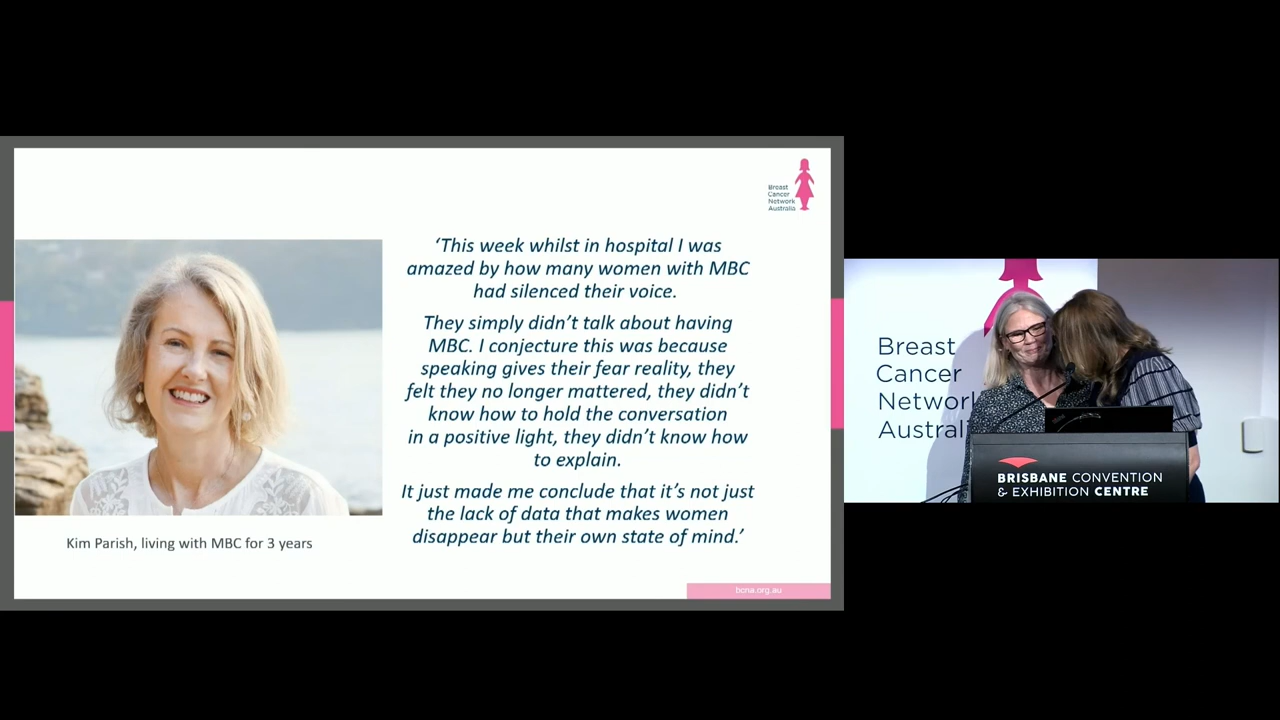 Breast
Cancer
Network
Australia
‘This week whilst in hospital I was
amazed by how many women with MBC
had silenced their voice.
They simply didn’t talk about having
MBC. I conjecture this was because
speaking gives their fear reality, they
felt they no longer mattered, they didn’t
know how to hold the conversation
in a positive light, they didn’t know how
to explain.
It just made me conclude that it’s not just
the lack of data that makes women
disappear but their own state of mind.’
Kim Parish, living with MBC for 3 years
bcna.org.au
Breast
Cancer
Network
Australi
BRISBANE CONVENTION
& EXHIBITION CENTRE